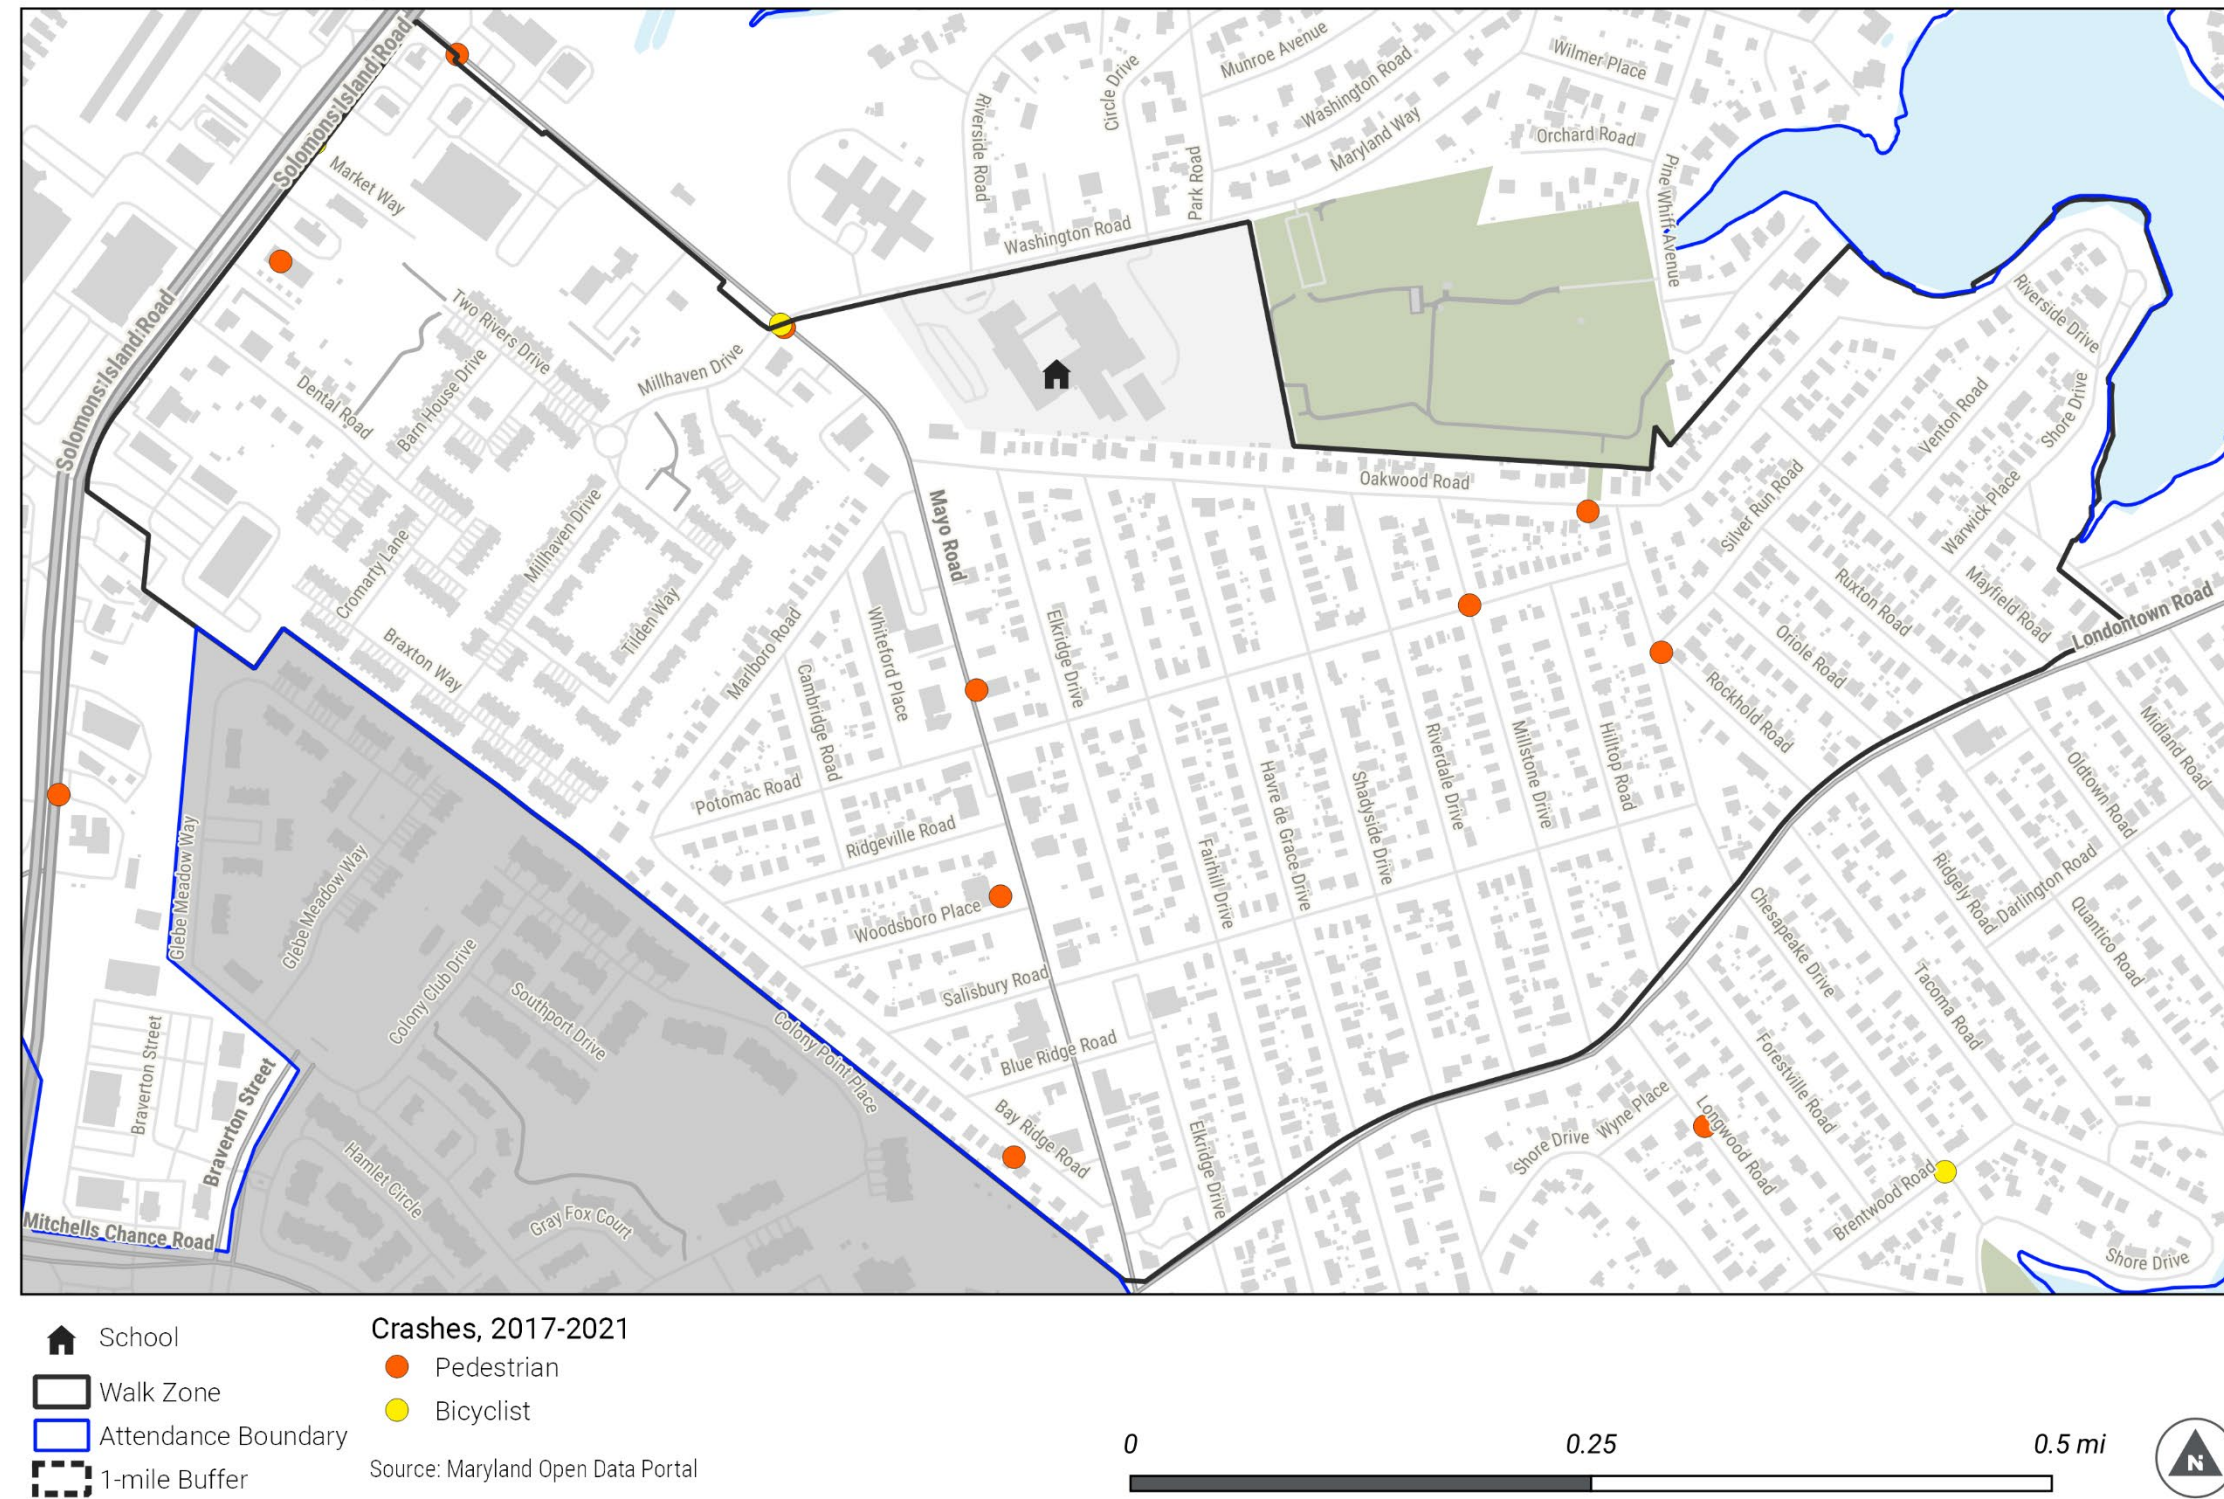 Solomons Island Road
Munroe Avenue
Wilmer Place
Circle Drive
Washington Road
Riverside Road
Maryland Way
Orchard Road
Market Way
Park Road
Pine Whiff Avenue
Washington Road
Solomons Island Road
Two Rivers Drive
Riverside Drive
Millhaven Drive
Dental Road
Barn House Drive
Venton Road
Shore Drive
Oakwood Road
Silver Run Road
Mayo Road
Warwick Place
Millhaven Drive
Cromarty Lane
Ruxton Road
Mayfield Road
Londontown Road
Tilden Way
Marlboro Road
Whiteford Place
Elkridge Drive
Braxton Way
Oriole Road
Cambridge Road
Rockhold Road
Midland Road
Potomac Road
Riverdale Drive
Millstone Drive
Hilltop Road
Oldtown Road
Havre de Grace Drive
Shadyside Drive
Ridgeville Road
Glebe Meadow Way
Glebe Meadow Way
Fairhill Drive
Ridgely Road
Darlington Road
Woodsboro Place
Chesapeake Drive
Quantico Road
Colony Club Drive
Southport Drive
Salisbury Road
Tacoma Road
Colony Point Place
Braverton Street
Blue Ridge Road
Forestville Road
Braverton Street
Bay Ridge Road
Wyne Place
Shore Drive
Longwood Road
Hamlet Circle
Elkridge Drive
Brentwood Road
Gray Fox Court
Mitchells Chance Road
Shore Drive
School
Walk Zone
Attendance Boundary
1-mile Buffer
Crashes, 2017-2021
Pedestrian
Bicyclist
Source: Maryland Open Data Portal
0
0.25
0.5 mi
N